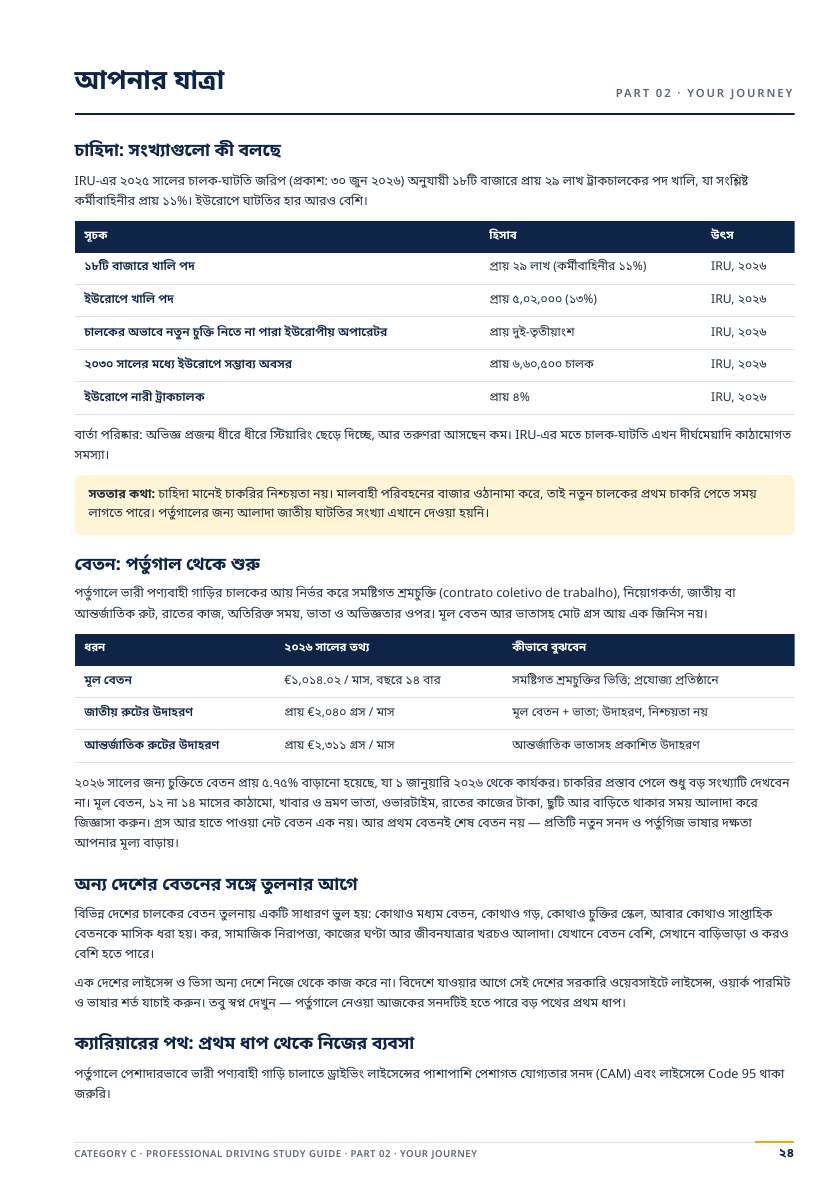 আপনার যাত্রা
PART 02 · YOUR JOURNEY
চাহিদা: সংখ্যাগুলো কী বলছে
IRU-এর ২০২৫ সালের চালক-ঘাটতি জরিপ (প্রকাশ: ৩০ জুন ২০২৬) অনুযায়ী ১৮টি বাজারে প্রায় ২৯ লাখ ট্রাকচালকের পদ খালি, যা সংশ্লিষ্ট
কর্মীবাহিনীর প্রায় ১১%। ইউরোপে ঘাটতির হার আরও বেশি।
সূচক হিসাব উৎস
১৮টি বাজারে খালি পদ প্রায় ২৯ লাখ (কর্মীবাহিনীর ১১%) IRU, ২০২৬
ইউরোপে খালি পদ প্রায় ৫,০২,০০০ (১৩%) IRU, ২০২৬
চালকের অভাবে নতুন চুক্তি নিতে না পারা ইউরোপীয় অপারেটর প্রায় দুই-তৃতীয়াংশ IRU, ২০২৬
২০৩০ সালের মধ্যে ইউরোপে সম্ভাব্য অবসর প্রায় ৬,৬০,৫০০ চালক IRU, ২০২৬
ইউরোপে নারী ট্রাকচালক প্রায় ৪% IRU, ২০২৬
বার্তা পরিষ্কার: অভিজ্ঞ প্রজন্ম ধীরে ধীরে স্টিয়ারিং ছেড়ে দিচ্ছে, আর তরুণরা আসছেন কম। IRU-এর মতে চালক-ঘাটতি এখন দীর্ঘমেয়াদি কাঠামোগত
সমস্যা।
সততার কথা: চাহিদা মানেই চাকরির নিশ্চয়তা নয়। মালবাহী পরিবহনের বাজার ওঠানামা করে, তাই নতুন চালকের প্রথম চাকরি পেতে সময়
লাগতে পারে। পর্তুগালের জন্য আলাদা জাতীয় ঘাটতির সংখ্যা এখানে দেওয়া হয়নি।
বেতন: পর্তুগাল থেকে শুরু
পর্তুগালে ভারী পণ্যবাহী গাড়ির চালকের আয় নির্ভর করে সমষ্টিগত শ্রমচুক্তি (contrato coletivo de trabalho), নিয়োগকর্তা, জাতীয় বা
আন্তর্জাতিক রুট, রাতের কাজ, অতিরিক্ত সময়, ভাতা ও অভিজ্ঞতার ওপর। মূল বেতন আর ভাতাসহ মোট গ্রস আয় এক জিনিস নয়।
ধরন ২০২৬ সালের তথ্য কীভাবে বুঝবেন
মূল বেতন €১,০১৪.০২ / মাস, বছরে ১৪ বার সমষ্টিগত শ্রমচুক্তির ভিত্তি; প্রযোজ্য প্রতিষ্ঠানে
জাতীয় রুটের উদাহরণ প্রায় €২,০৪০ গ্রস / মাস মূল বেতন + ভাতা; উদাহরণ, নিশ্চয়তা নয়
আন্তর্জাতিক রুটের উদাহরণ প্রায় €২,৩১১ গ্রস / মাস আন্তর্জাতিক ভাতাসহ প্রকাশিত উদাহরণ
২০২৬ সালের জন্য চুক্তিতে বেতন প্রায় ৫.৭৫% বাড়ানো হয়েছে, যা ১ জানুয়ারি ২০২৬ থেকে কার্যকর। চাকরির প্রস্তাব পেলে শুধু বড় সংখ্যাটি দেখবেন
না। মূল বেতন, ১২ না ১৪ মাসের কাঠামো, খাবার ও ভ্রমণ ভাতা, ওভারটাইম, রাতের কাজের টাকা, ছুটি আর বাড়িতে থাকার সময় আলাদা করে
জিজ্ঞাসা করুন। গ্রস আর হাতে পাওয়া নেট বেতন এক নয়। আর প্রথম বেতনই শেষ বেতন নয় — প্রতিটি নতুন সনদ ও পর্তুগিজ ভাষার দক্ষতা
আপনার মূল্য বাড়ায়।
অন্য দেশের বেতনের সঙ্গে তুলনার আগে
বিভিন্ন দেশের চালকের বেতন তুলনায় একটি সাধারণ ভুল হয়: কোথাও মধ্যম বেতন, কোথাও গড়, কোথাও চুক্তির স্কেল, আবার কোথাও সাপ্তাহিক
বেতনকে মাসিক ধরা হয়। কর, সামাজিক নিরাপত্তা, কাজের ঘণ্টা আর জীবনযাত্রার খরচও আলাদা। যেখানে বেতন বেশি, সেখানে বাড়িভাড়া ও করও
বেশি হতে পারে।
এক দেশের লাইসেন্স ও ভিসা অন্য দেশে নিজে থেকে কাজ করে না। বিদেশে যাওয়ার আগে সেই দেশের সরকারি ওয়েবসাইটে লাইসেন্স, ওয়ার্ক পারমিট
ও ভাষার শর্ত যাচাই করুন। তবু স্বপ্ন দেখুন — পর্তুগালে নেওয়া আজকের সনদটিই হতে পারে বড় পথের প্রথম ধাপ।
ক্যারিয়ারের পথ: প্রথম ধাপ থেকে নিজের ব্যবসা
পর্তুগালে পেশাদারভাবে ভারী পণ্যবাহী গাড়ি চালাতে ড্রাইভিং লাইসেন্সের পাশাপাশি পেশাগত যোগ্যতার সনদ (CAM) এবং লাইসেন্সে Code 95 থাকা
জরুরি।
CATEGORY C · PROFESSIONAL DRIVING STUDY GUIDE · PART 02 · YOUR JOURNEY
২৪